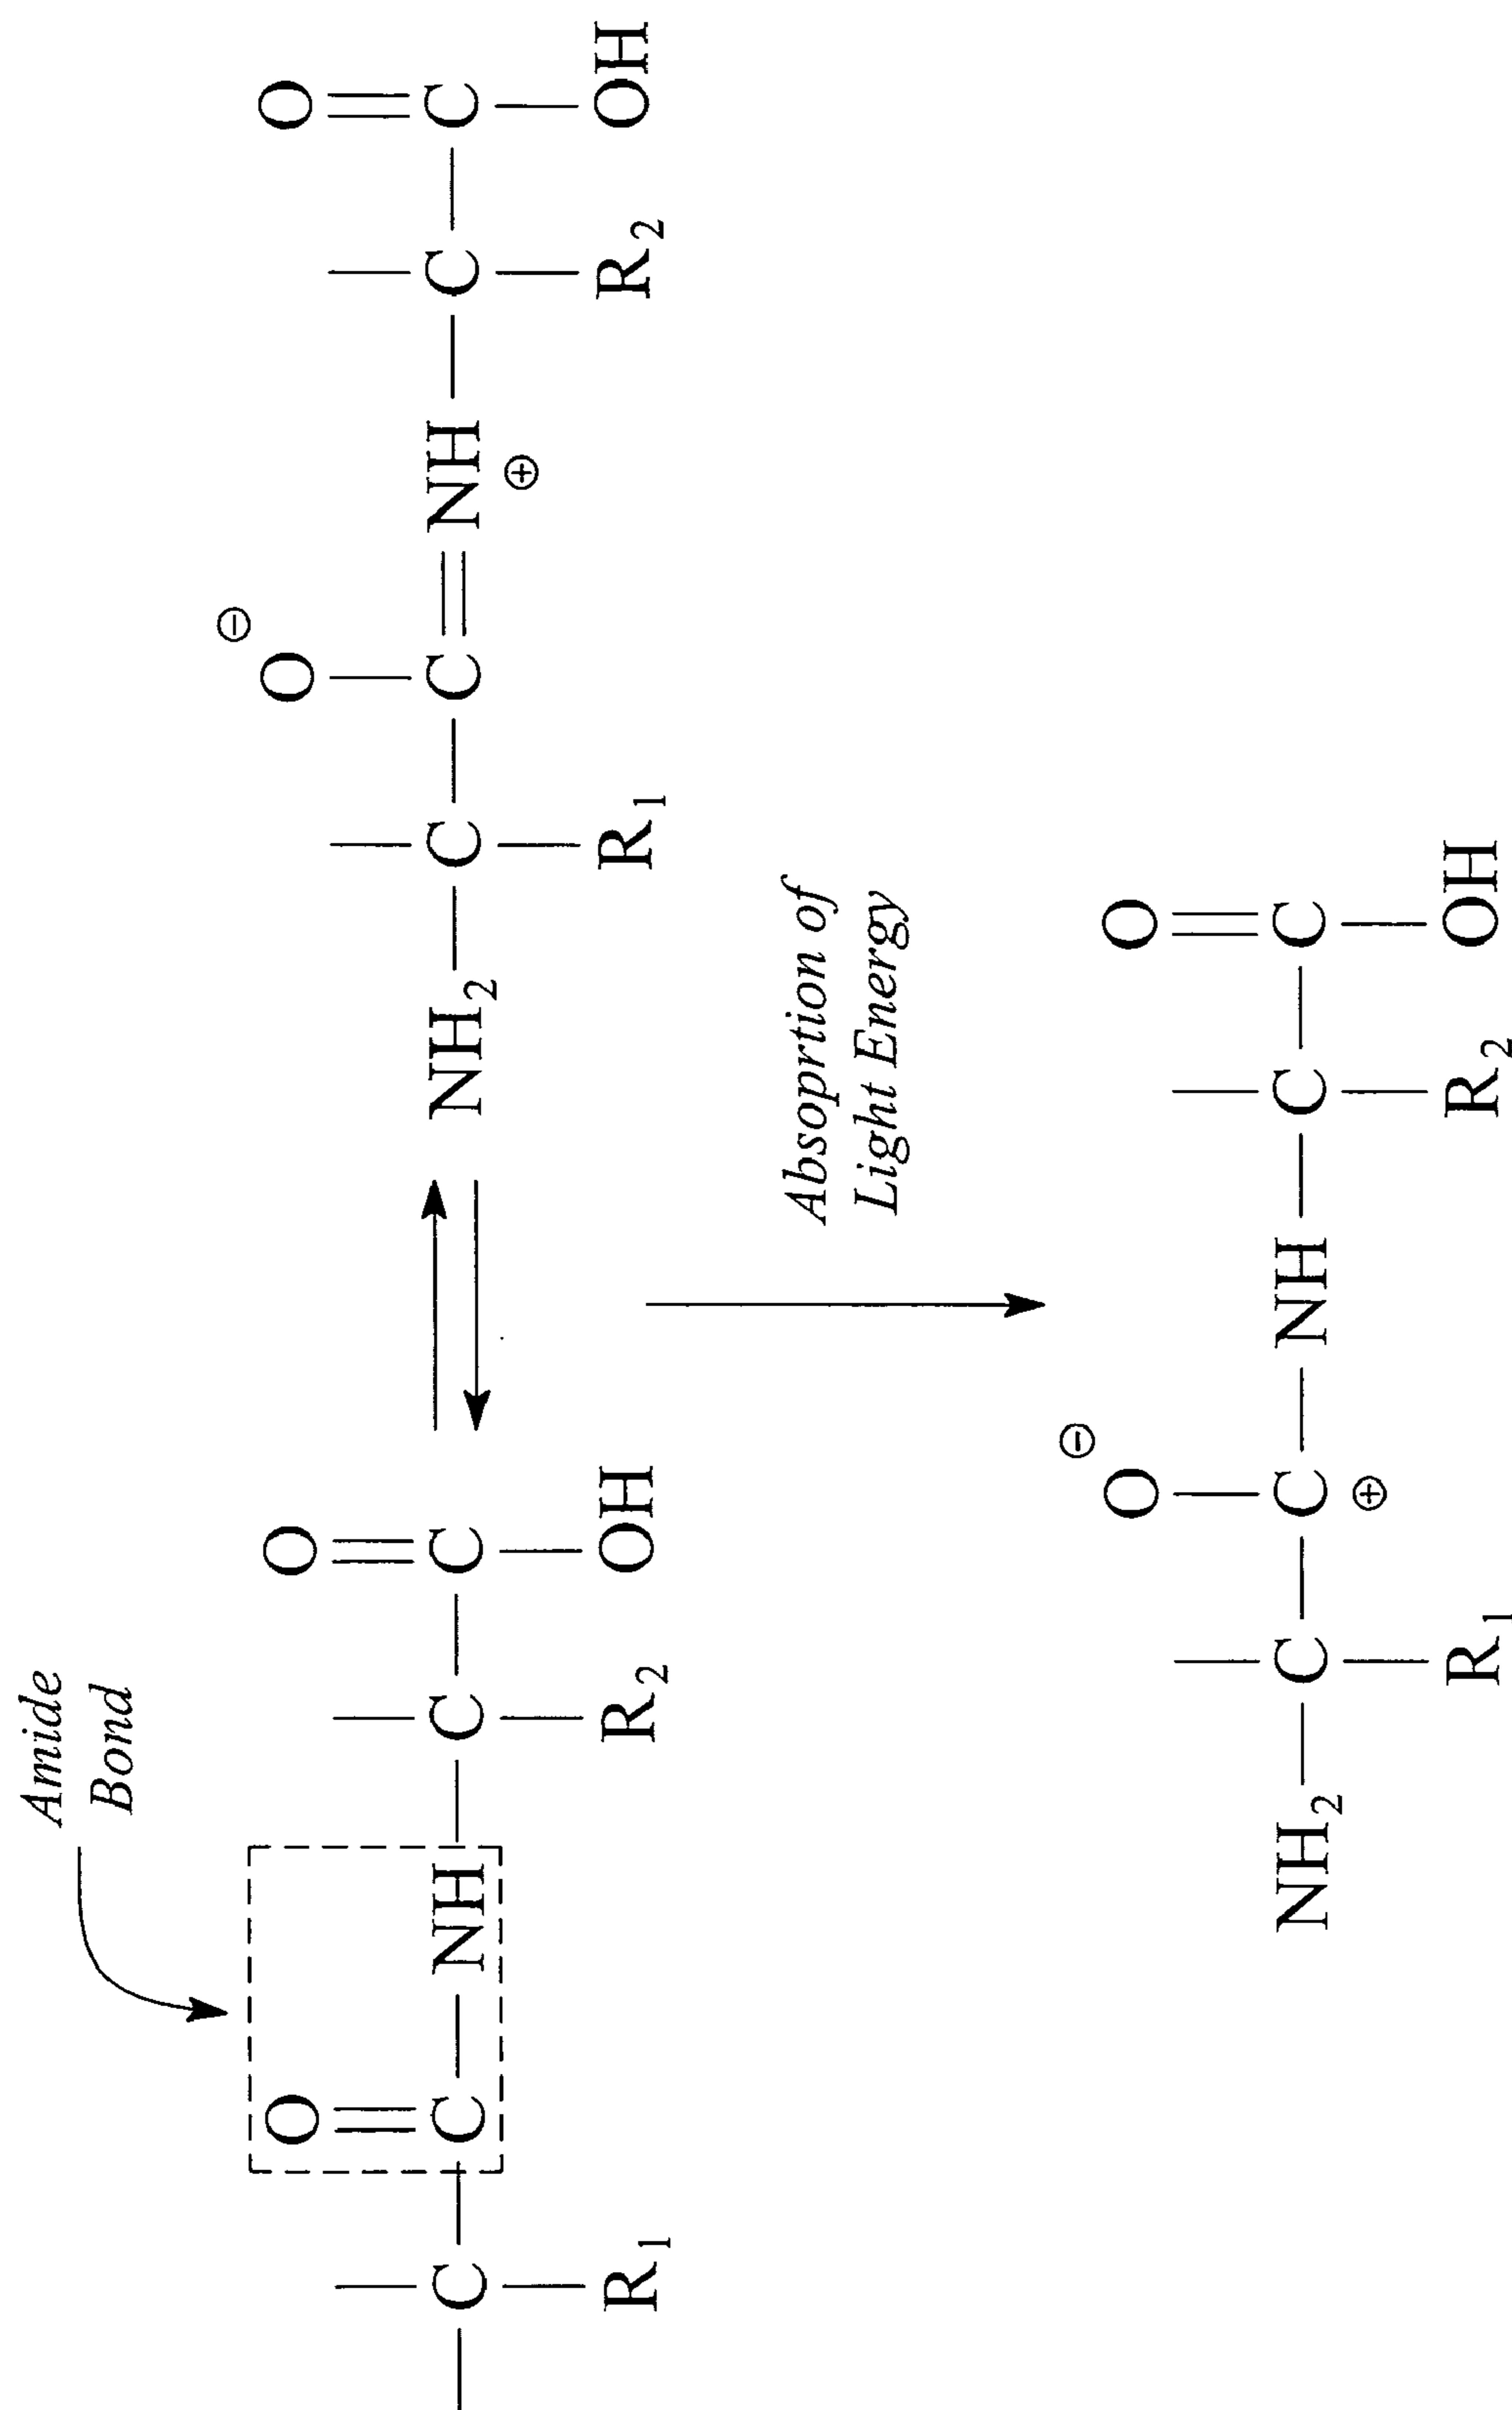 Amide
Bond
⊖
O O O O
— C — C — NH — C — C ⇌ NH₂ — C — C = NH — C — C
⊕
R₁ R₂ OH R₁ R₂ OH
Absoprtion of
Light Energy
⊖
O O
NH₂ — C — C — NH — C — C
⊕
R₁ R₂ OH